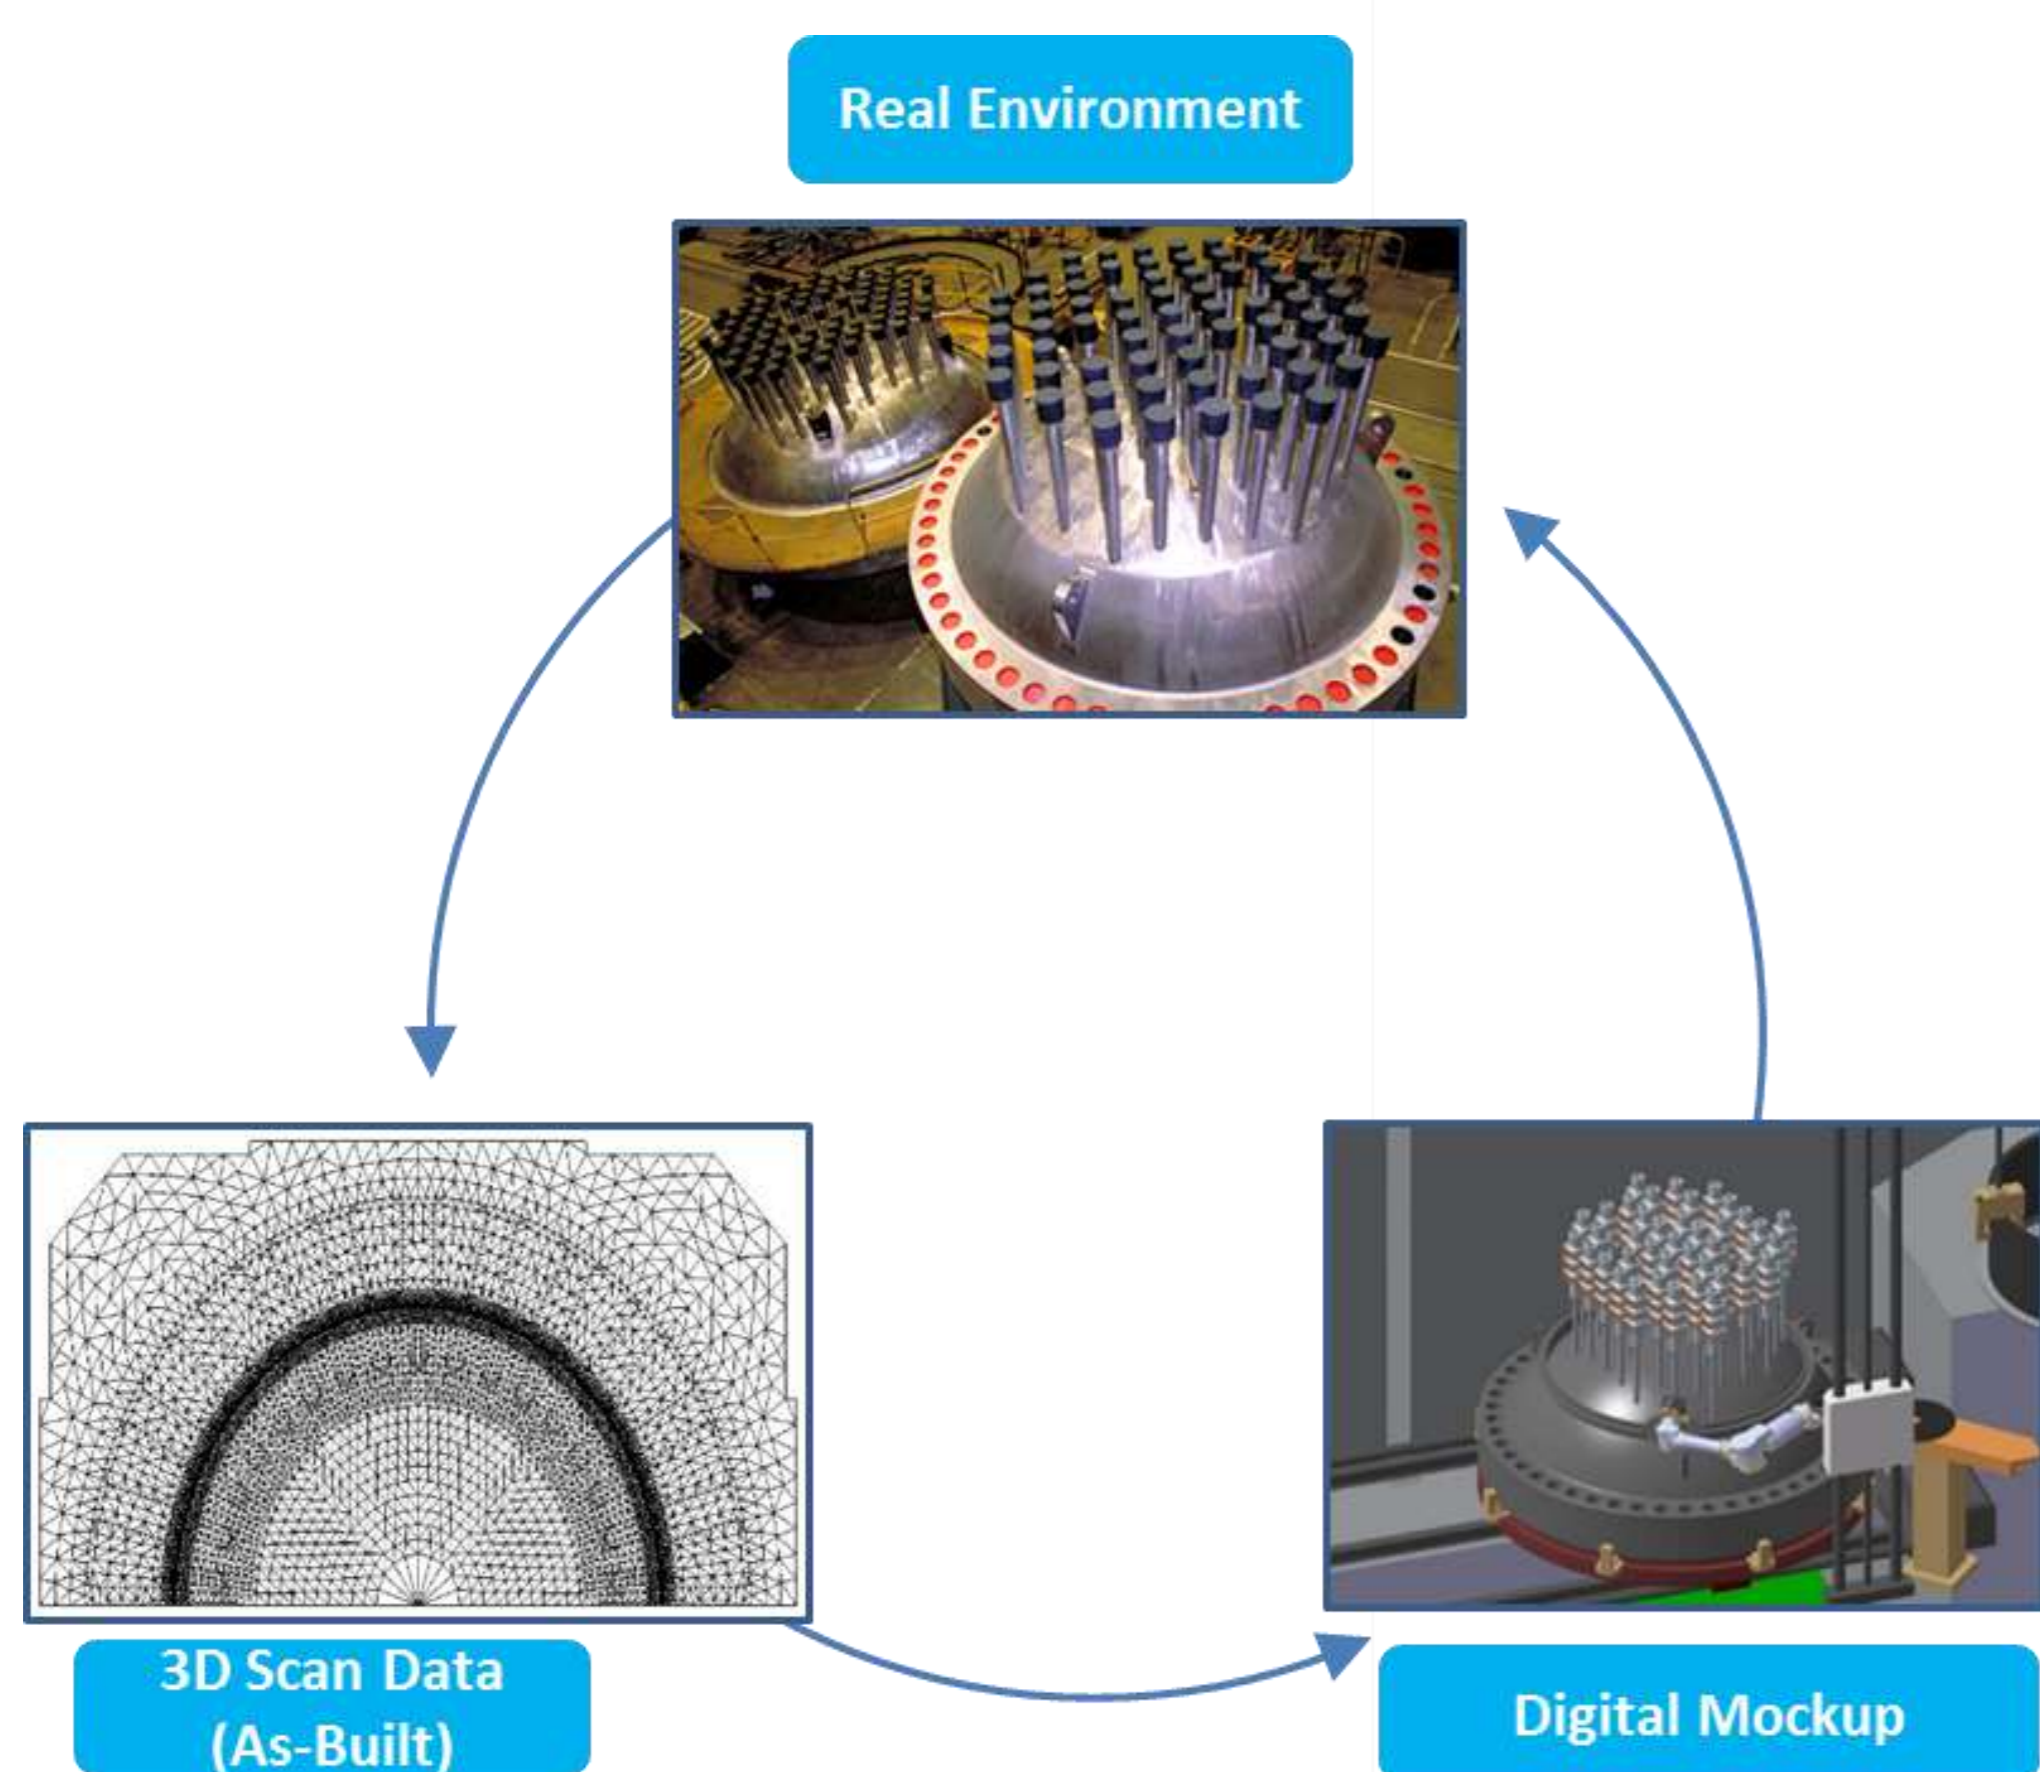 Real Environment
3D Scan Data
(As-Built)
Digital Mockup